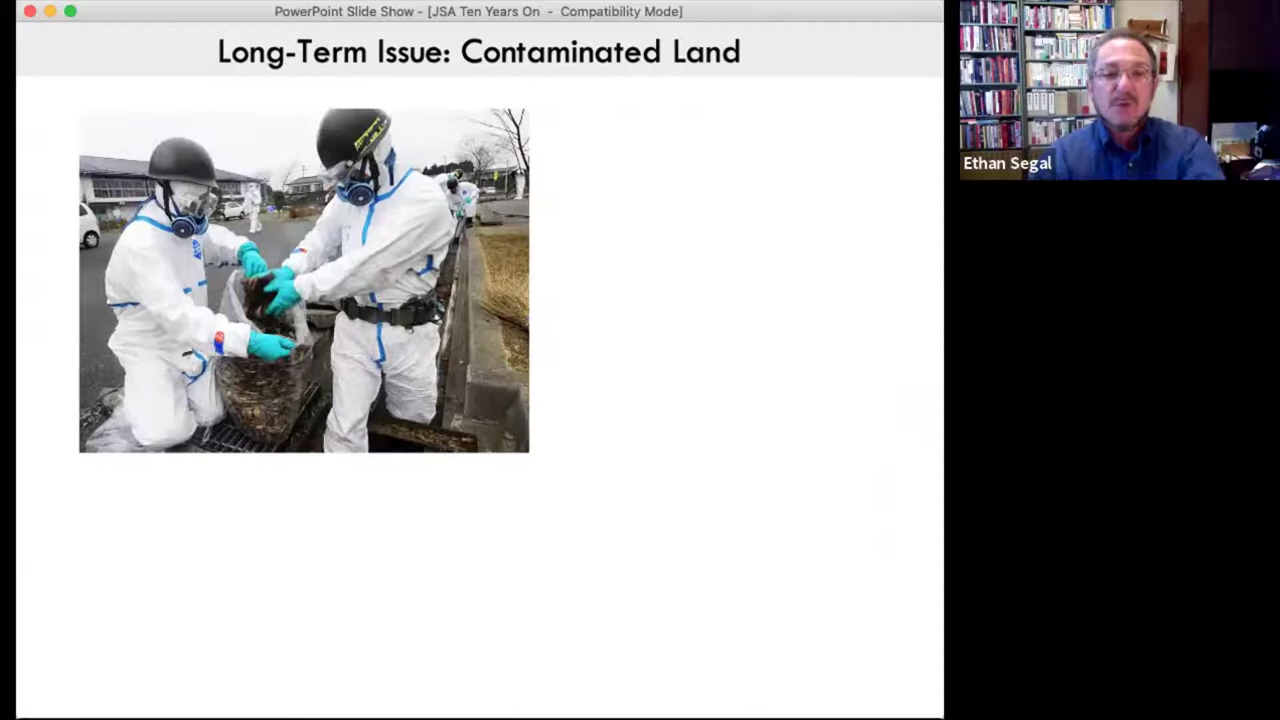 PowerPoint Slide Show - [JSA Ten Years On - Compatibility Mode]
Long-Term Issue: Contaminated Land
Ethan Segal